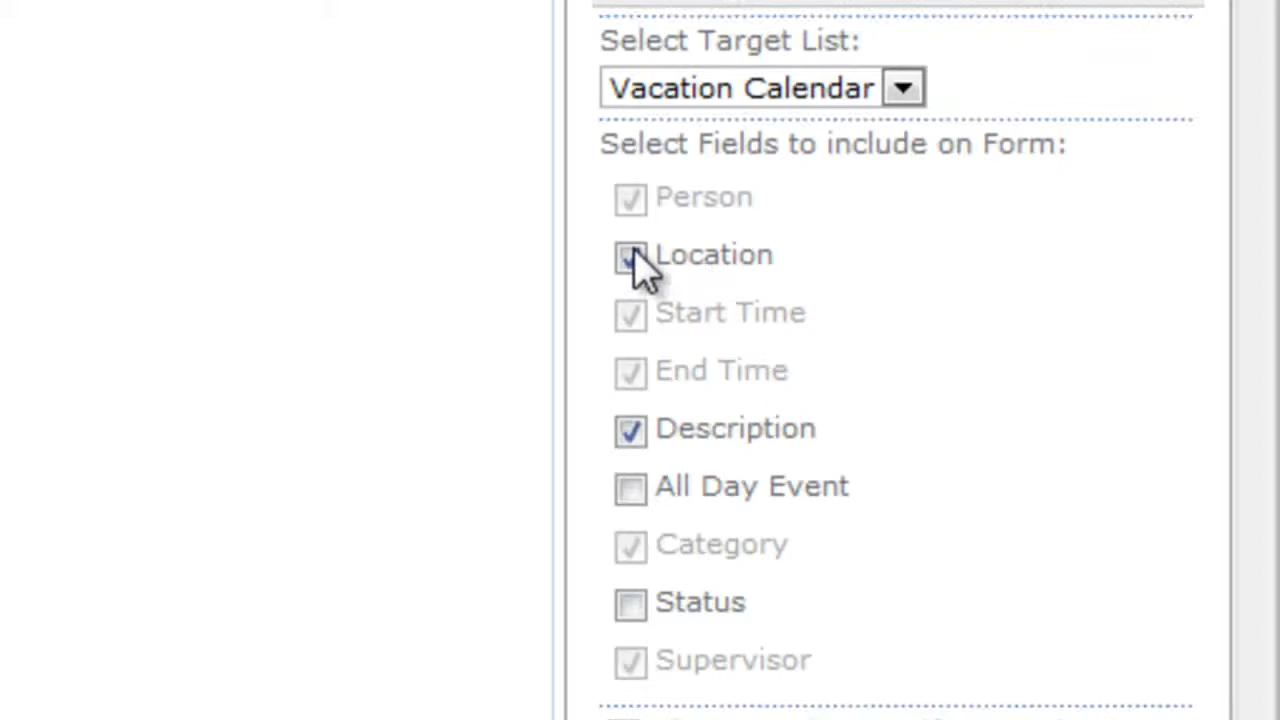 Select Target List:
Vacation Calendar
Select Fields to include on Form:
Person
Location
Start Time
End Time
Description
All Day Event
Category
Status
Supervisor